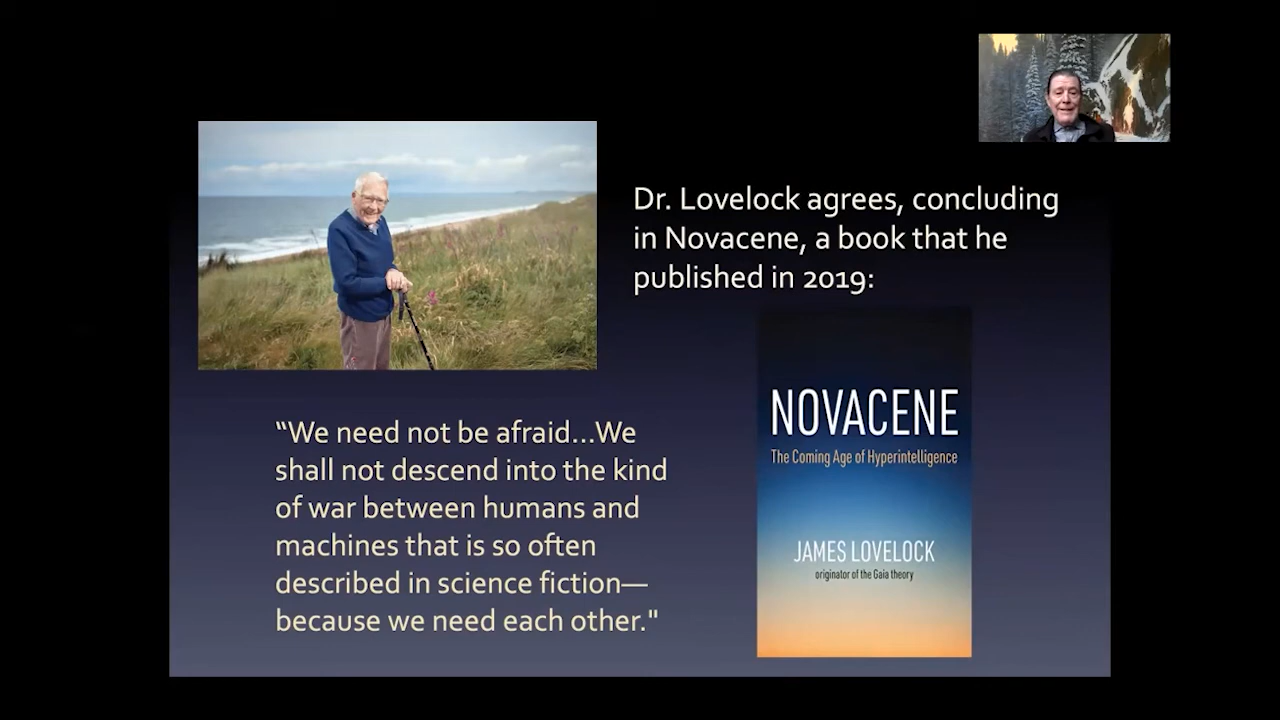 Dr. Lovelock agrees, concluding
in Novacene, a book that he
published in 2019:
“We need not be afraid...We
shall not descend into the kind
of war between humans and
machines that is so often
described in science fiction—
because we need each other."
NOVACENE
The Coming Age of Hyperintelligence
JAMES LOVELOCK
originator of the Gaia theory